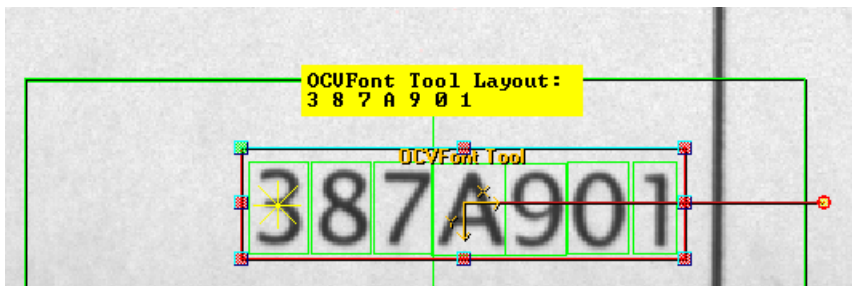 OCVFont Tool Layout:
3 8 7 A 9 0 1
OCVFont Tool
387A901
X
Y